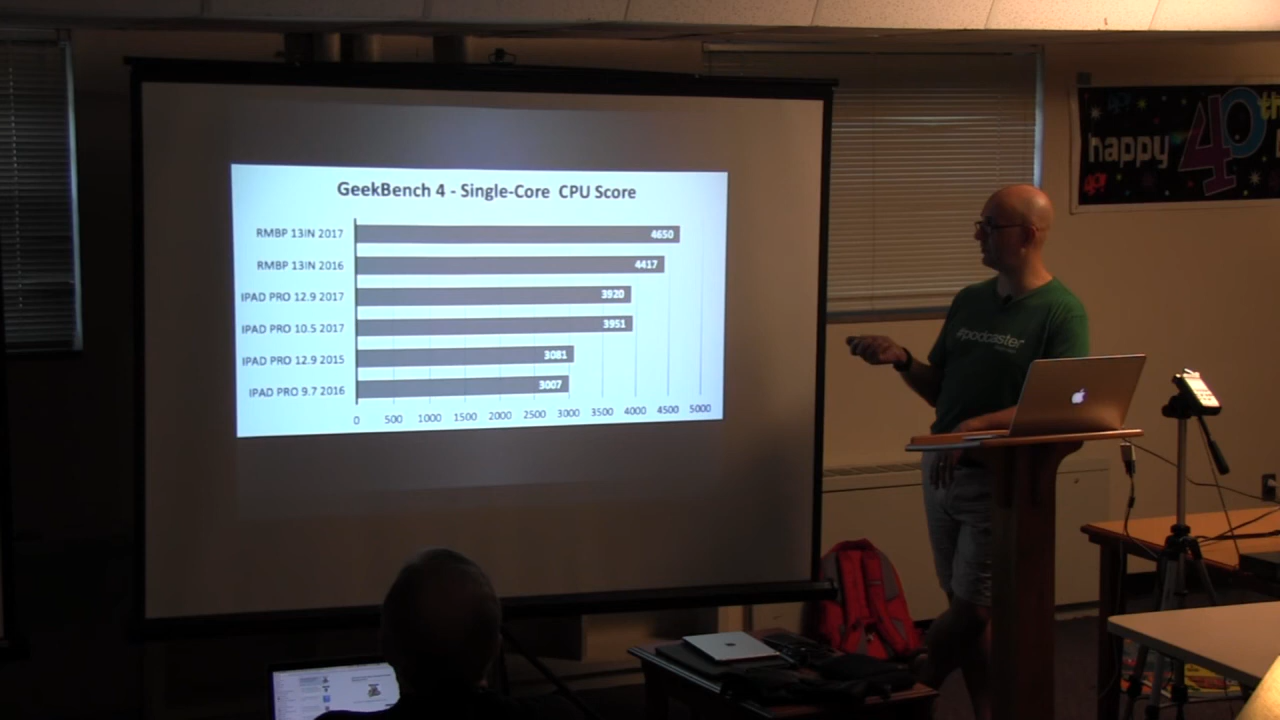 GeekBench 4 - Single-Core CPU Score
RMBP 13IN 2017 4650
RMBP 13IN 2016 4417
IPAD PRO 12.9 2017 3920
IPAD PRO 10.5 2017 3951
IPAD PRO 12.9 2015 3081
IPAD PRO 9.7 2016 3007
0 500 1000 1500 2000 2500 3000 3500 4000 4500 5000
happy 40th
40!
#podcaster